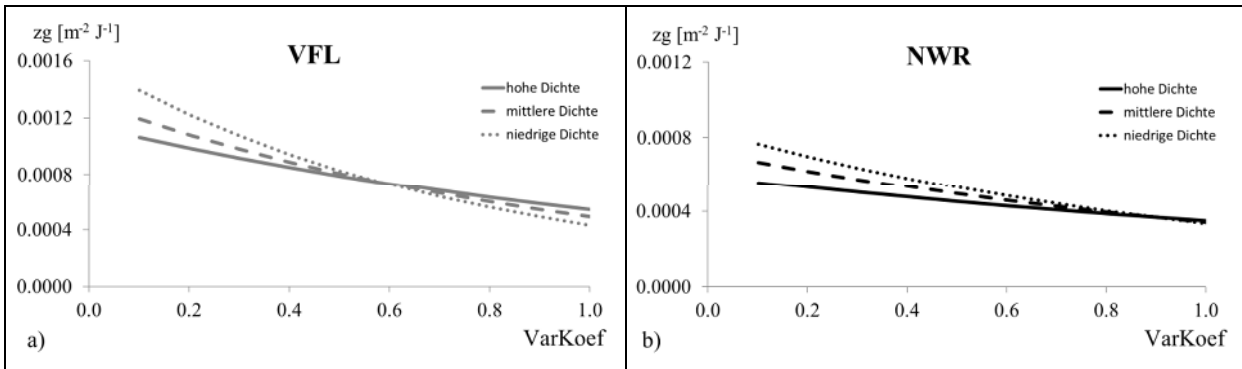 zg [m-2 J-1]
VFL
0.0016
hohe Dichte
mittlere Dichte
0.0012
niedrige Dichte
0.0008
0.0004
0.0000
0.0 0.2 0.4 0.6 0.8 1.0
a) VarKoef
zg [m-2 J-1]
NWR
0.0012
hohe Dichte
mittlere Dichte
niedrige Dichte
0.0008
0.0004
0.0000
0.0 0.2 0.4 0.6 0.8 1.0
b) VarKoef